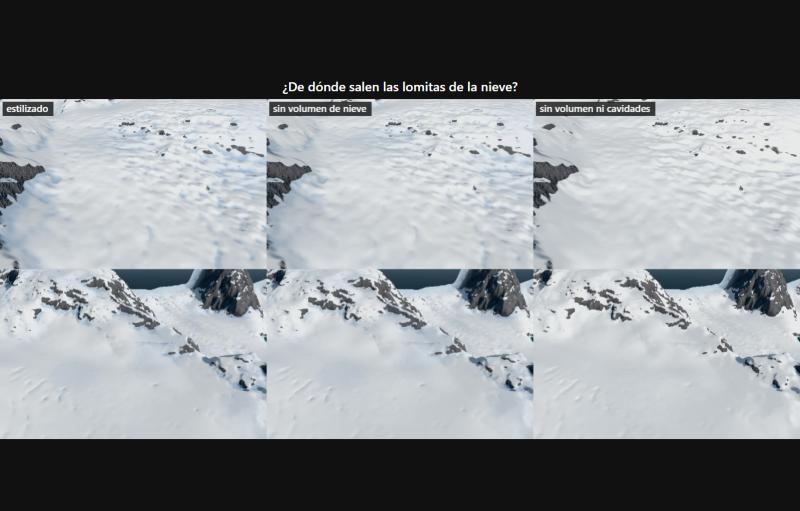 ¿De dónde salen las lomitas de la nieve?
estilizado
sin volumen de nieve
sin volumen ni cavidades